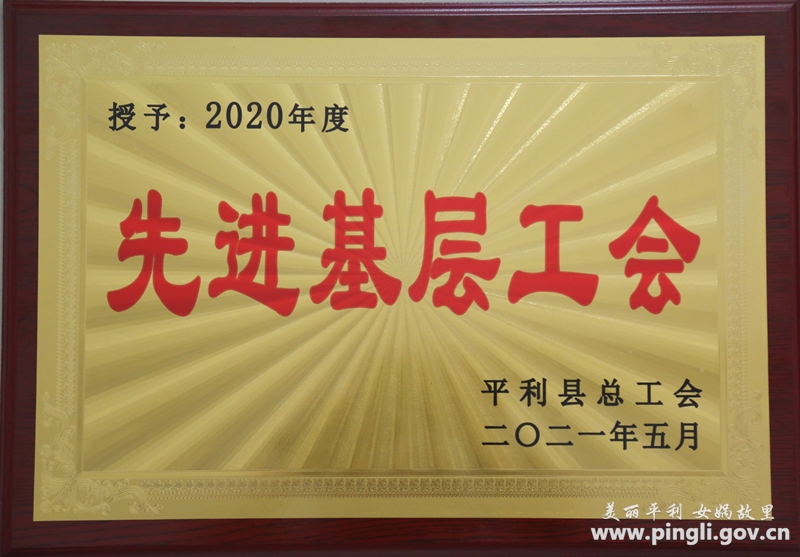 授予：2020年度
先进基层工会
平利县总工会
二〇二一年五月
美丽平利 女娲故里
www.pingli.gov.cn